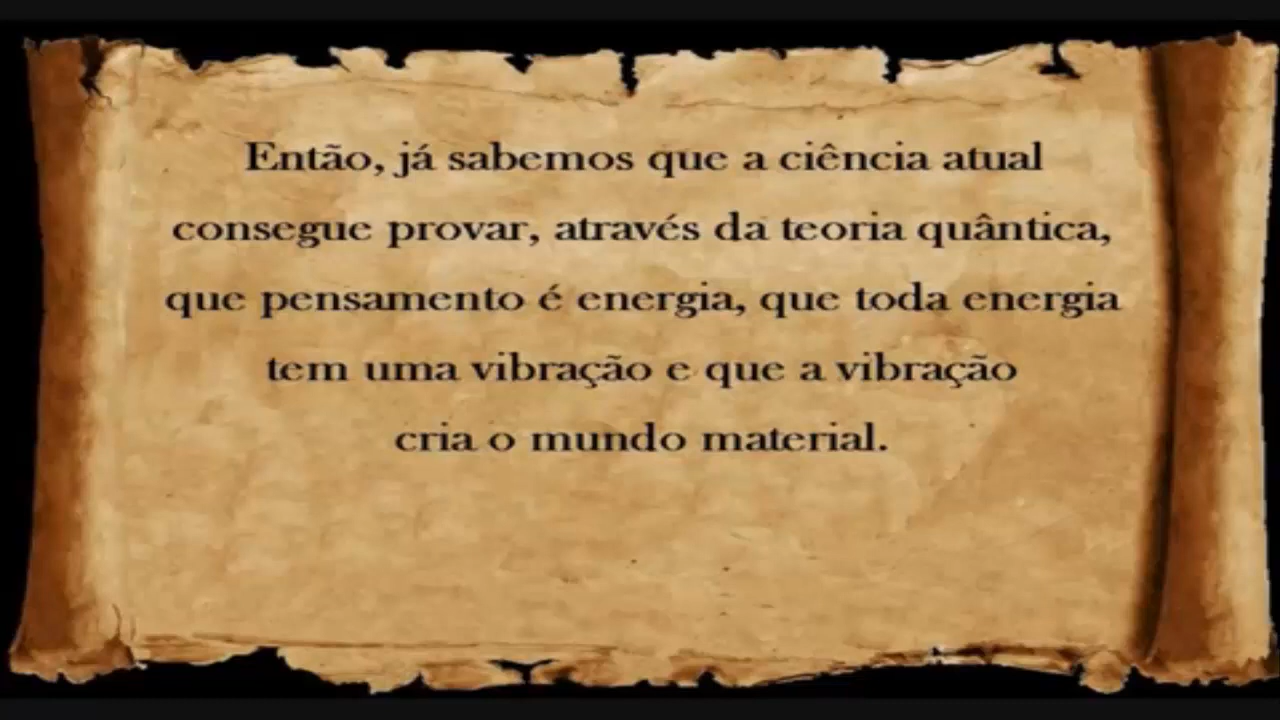 Então, já sabemos que a ciência atual
consegue provar, através da teoria quântica,
que pensamento é energia, que toda energia
tem uma vibração e que a vibração
cria o mundo material.